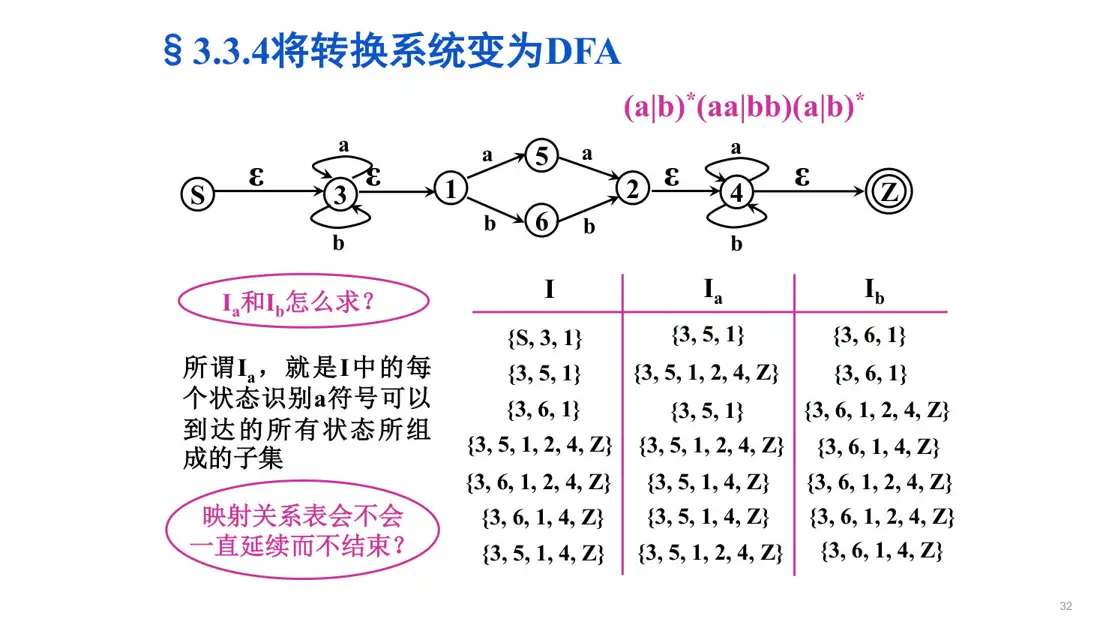 §3.3.4将转换系统变为DFA
(a|b)*(aa|bb)(a|b)*
a a 5 a a
S ε 3 ε 1 2 ε 4 ε Z
b b 6 b b
Ia和Ib怎么求？
所谓Ia，就是I中的每
个状态识别a符号可以
到达的所有状态所组
成的子集
映射关系表会不会
一直延续而不结束？
I Ia Ib
{S, 3, 1} {3, 5, 1} {3, 6, 1}
{3, 5, 1} {3, 5, 1, 2, 4, Z} {3, 6, 1}
{3, 6, 1} {3, 5, 1} {3, 6, 1, 2, 4, Z}
{3, 5, 1, 2, 4, Z} {3, 5, 1, 2, 4, Z} {3, 6, 1, 4, Z}
{3, 6, 1, 2, 4, Z} {3, 5, 1, 4, Z} {3, 6, 1, 2, 4, Z}
{3, 6, 1, 4, Z} {3, 5, 1, 4, Z} {3, 6, 1, 2, 4, Z}
{3, 5, 1, 4, Z} {3, 5, 1, 2, 4, Z} {3, 6, 1, 4, Z}
32